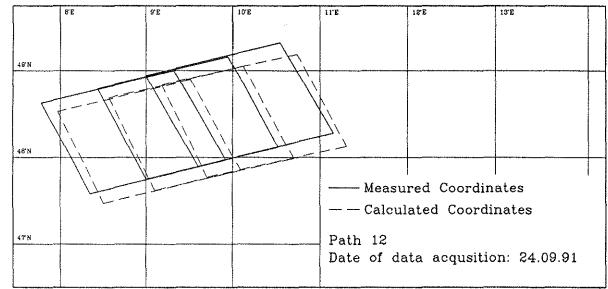 8°E 9°E 10°E 11°E 12°E 13°E
49°N
48°N
47°N
Measured Coordinates
Calculated Coordinates
Path 12
Date of data acqusition: 24.09.91